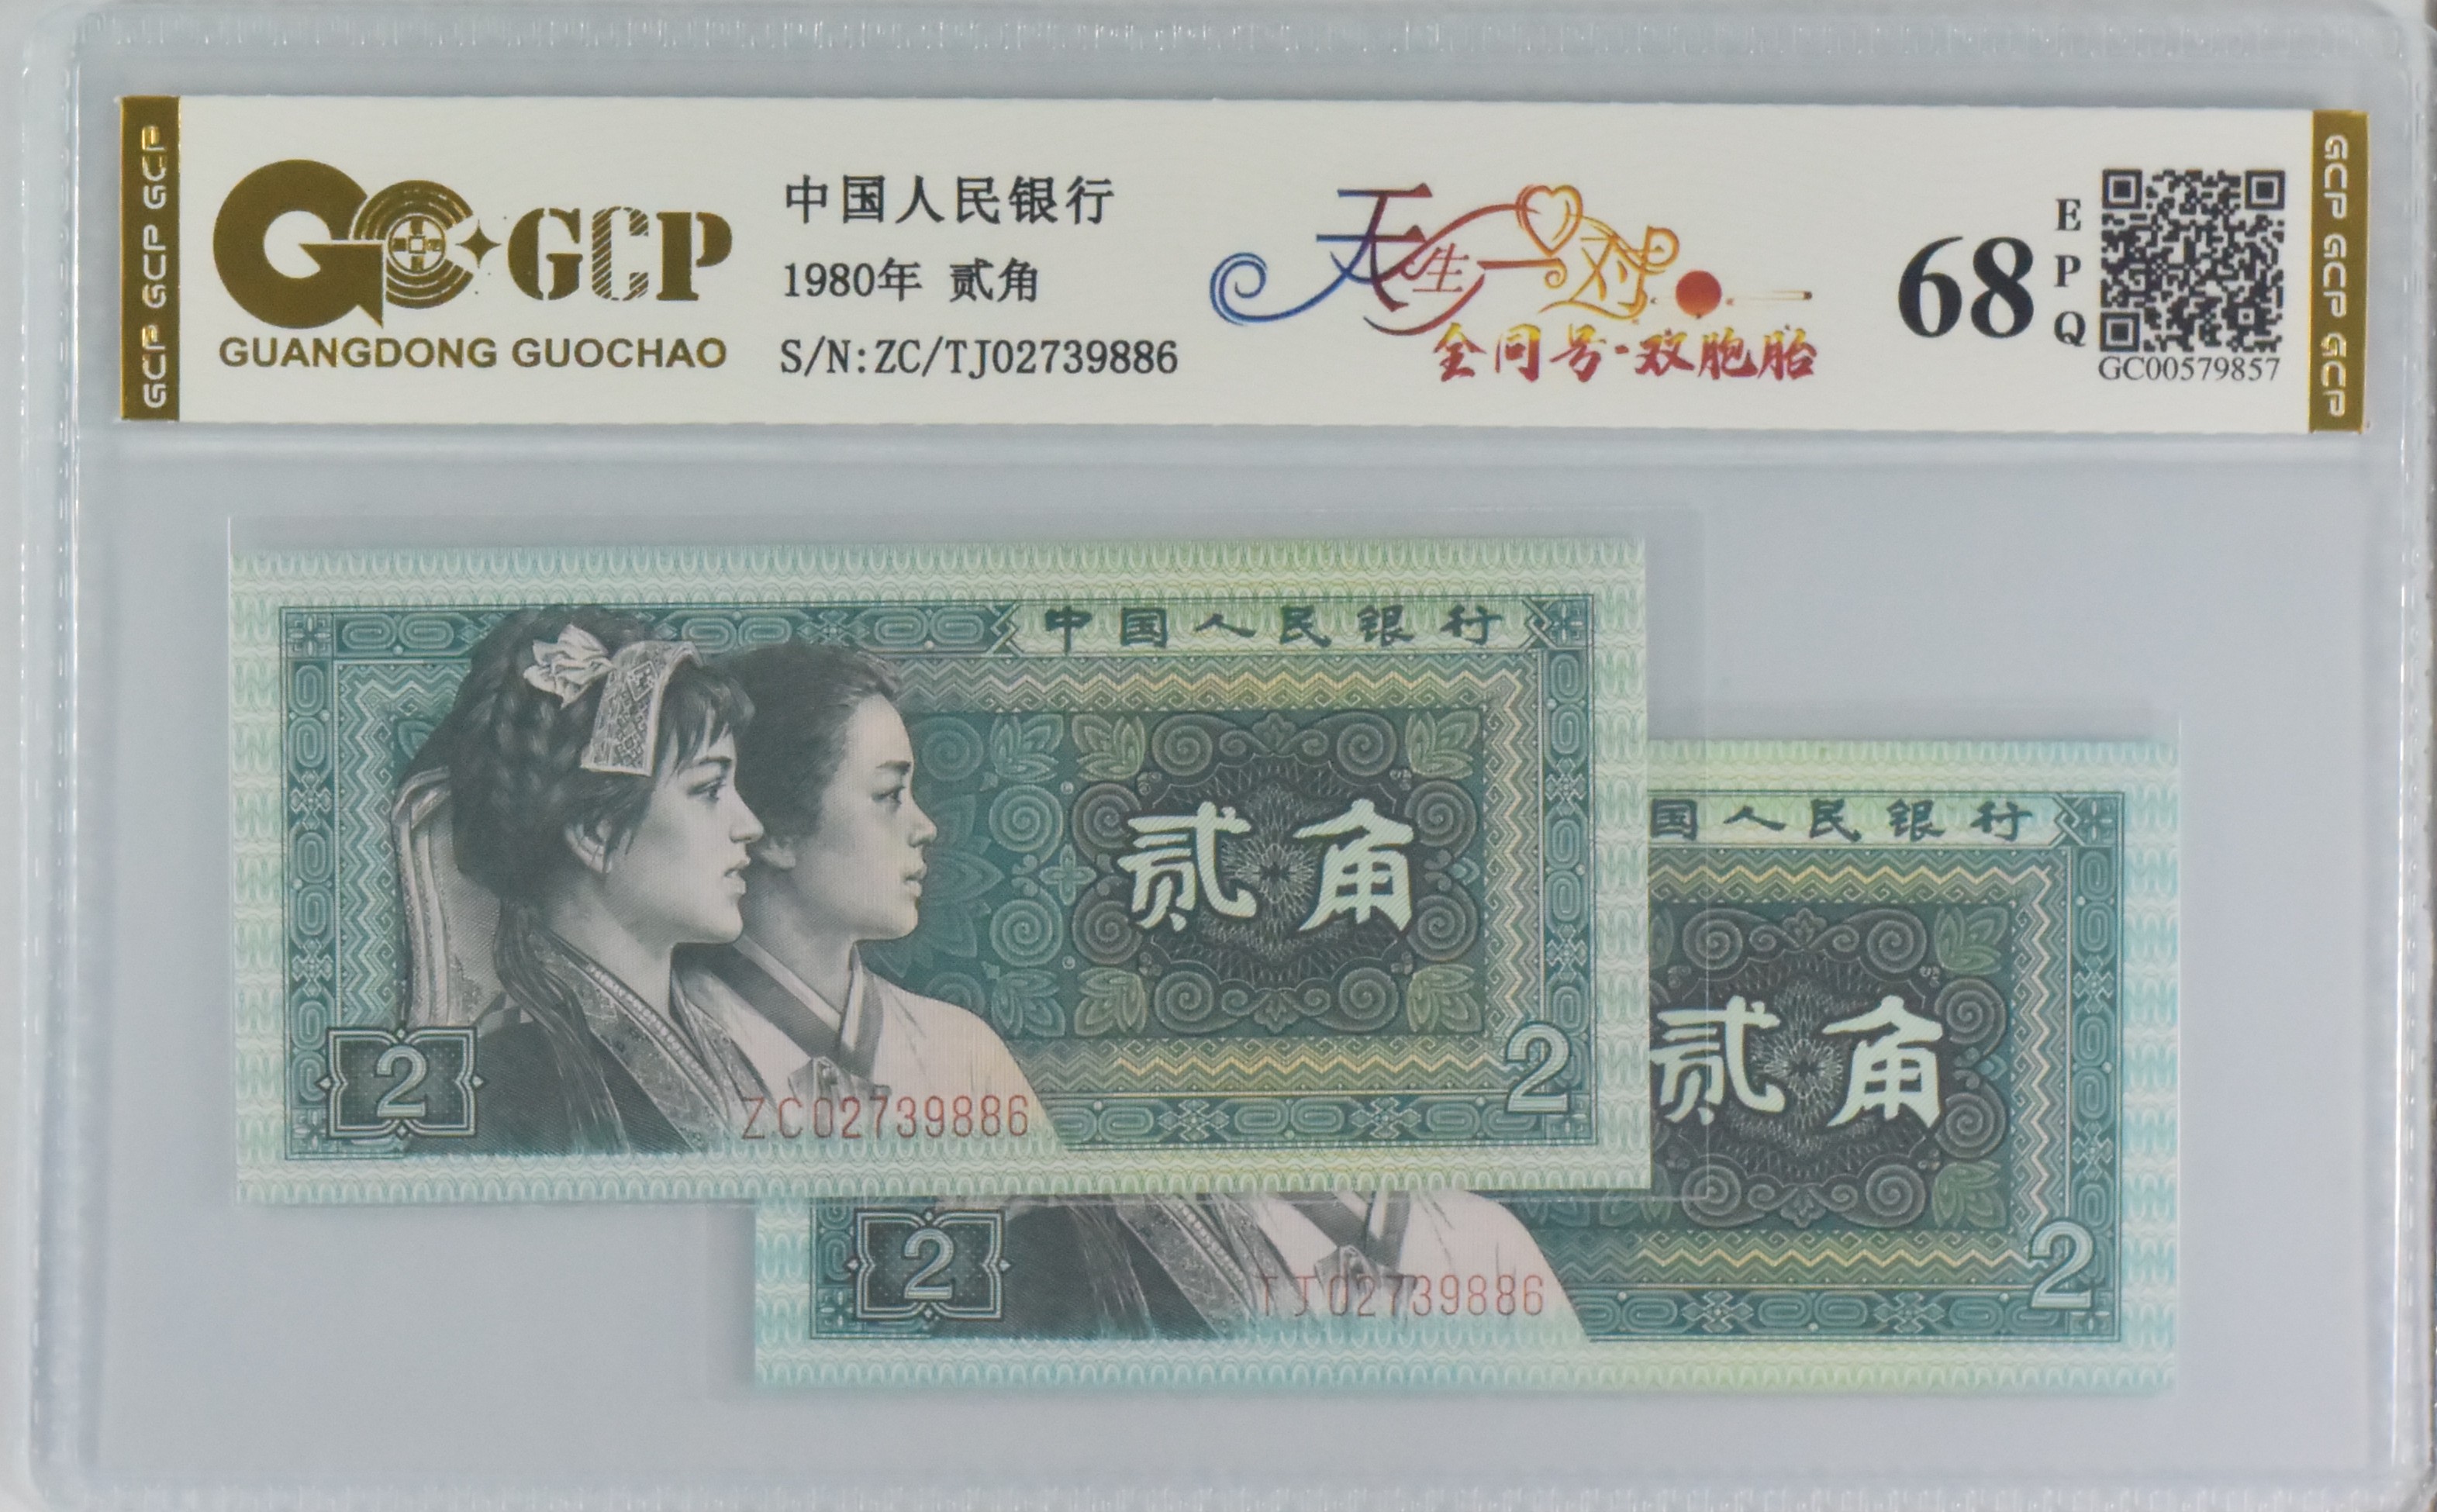 GCP GCP GCP
GCP
GUANGDONG GUOCHAO
中国人民银行
1980年 贰角
S/N:ZC/TJ02739886
天生一对
全同号·双胞胎
68
EPQ
GC00579857
GCP GCP GCP
中国人民银行
贰角
2
2
ZC02739886
国人民银行
贰角
2
2
TJ02739886